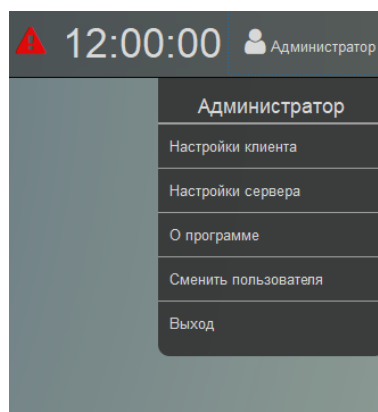 12:00:00 Администратор
Администратор
Настройки клиента
Настройки сервера
О программе
Сменить пользователя
Выход